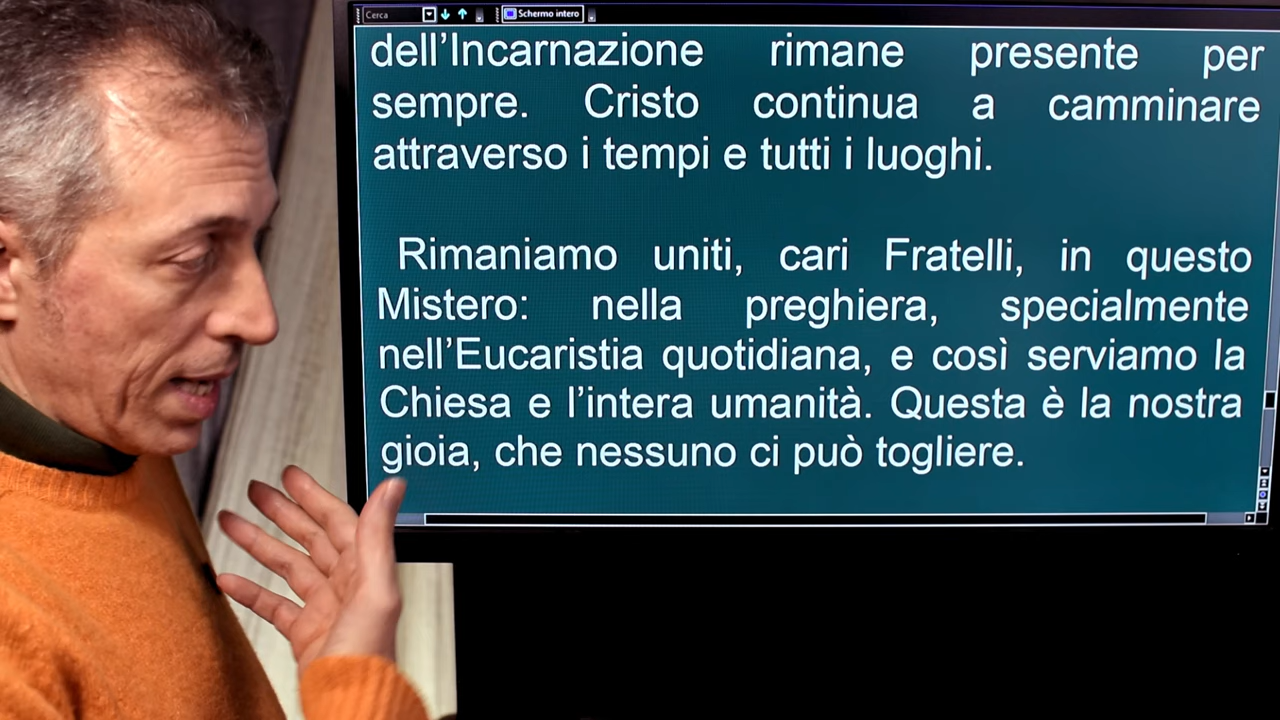 Cerca
Schermo intero
dell’Incarnazione rimane presente per
sempre. Cristo continua a camminare
attraverso i tempi e tutti i luoghi.
Rimaniamo uniti, cari Fratelli, in questo
Mistero: nella preghiera, specialmente
nell’Eucaristia quotidiana, e così serviamo la
Chiesa e l’intera umanità. Questa è la nostra
gioia, che nessuno ci può togliere.